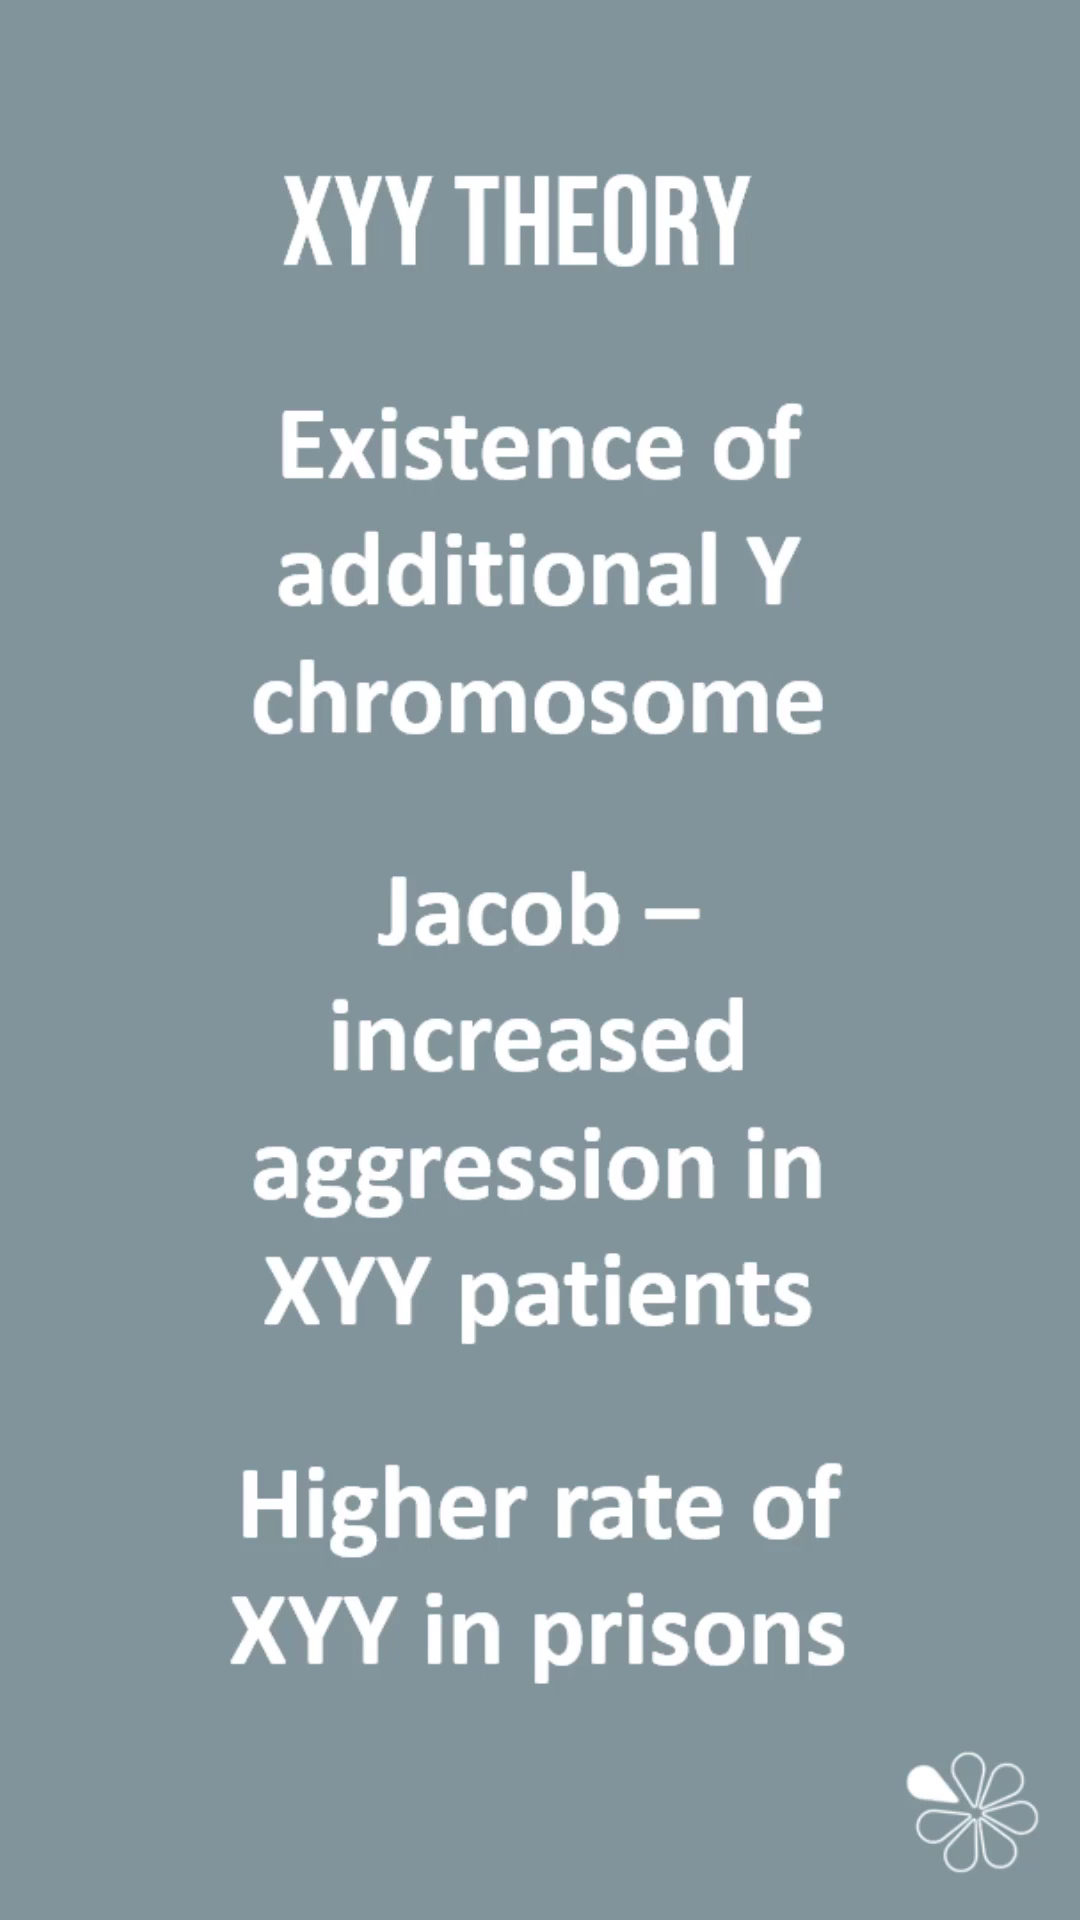 XYY THEORY
Existence of
additional Y
chromosome
Jacob –
increased
aggression in
XYY patients
Higher rate of
XYY in prisons